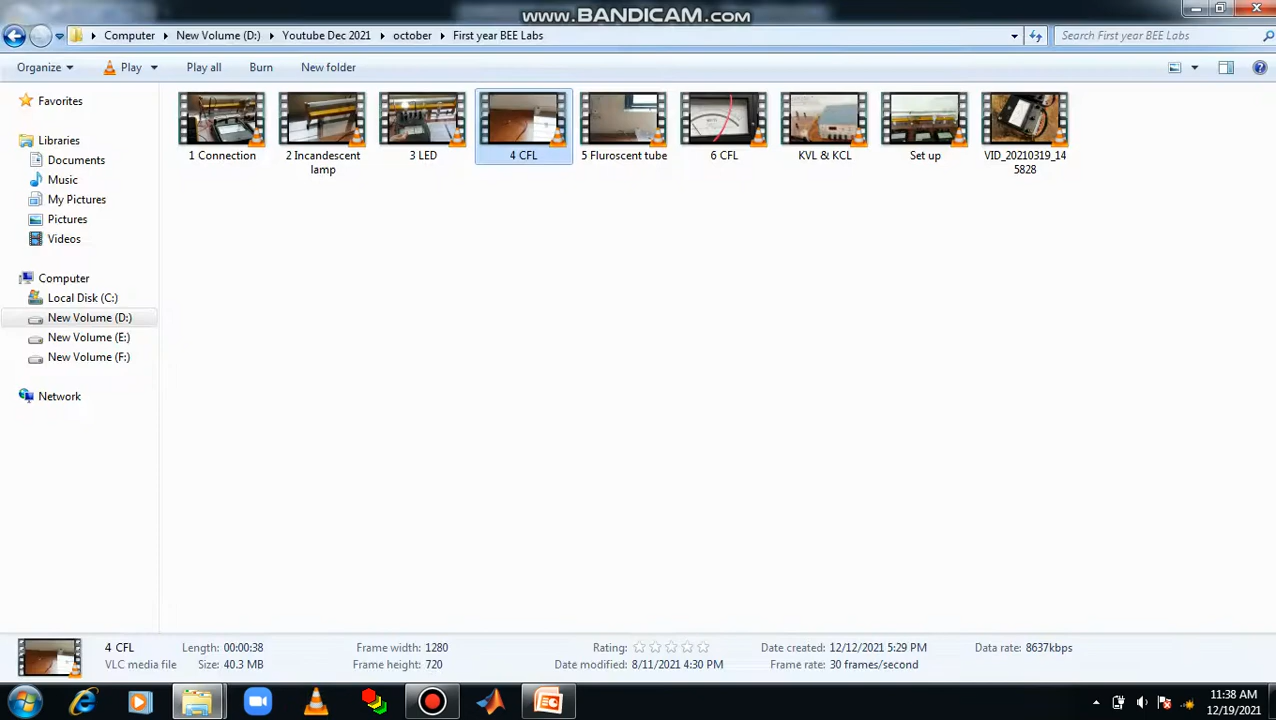 www.BANDICAM.com
Computer New Volume (D:) Youtube Dec 2021 october First year BEE Labs
Search First year BEE Labs
Organize Play Play all Burn New folder
Favorites
Libraries
Documents
Music
My Pictures
Pictures
Videos
Computer
Local Disk (C:)
New Volume (D:)
New Volume (E:)
New Volume (F:)
Network
1 Connection
2 Incandescent
lamp
3 LED
4 CFL
5 Fluroscent tube
6 CFL
KVL & KCL
Set up
VID_20210319_14
5828
4 CFL Length: 00:00:38 Frame width: 1280 Rating: Date created: 12/12/2021 5:29 PM Data rate: 8637kbps
VLC media file Size: 40.3 MB Frame height: 720 Date modified: 8/11/2021 4:30 PM Frame rate: 30 frames/second
11:38 AM
12/19/2021